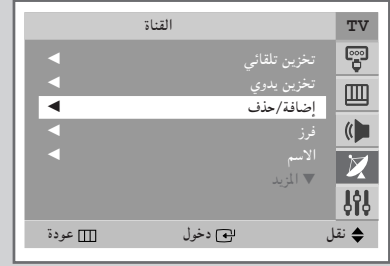 TV القناة
تخزين تلقائي
تخزين يدوي
إضافة/حذف
فرز
الاسم
المزيد
نقل دخول عودة